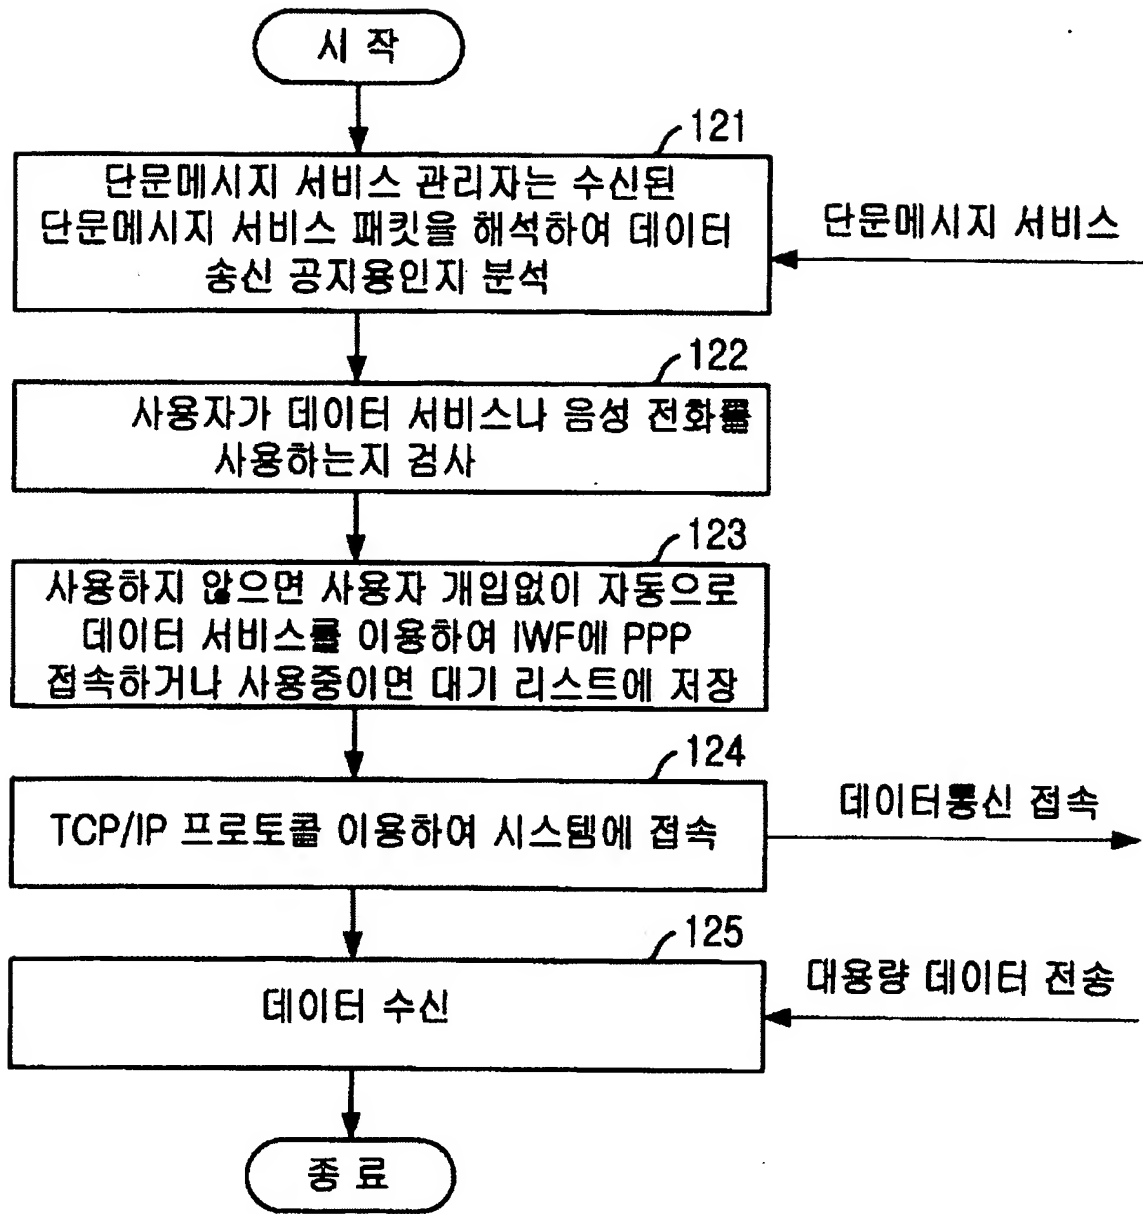 시 작
121
단문메시지 서비스 관리자는 수신된
단문메시지 서비스 패킷을 해석하여 데이터
송신 공지용인지 분석
단문메시지 서비스
122
사용자가 데이터 서비스나 음성 전화를
사용하는지 검사
123
사용하지 않으면 사용자 개입없이 자동으로
데이터 서비스를 이용하여 IWF에 PPP
접속하거나 사용중이면 대기 리스트에 저장
124
TCP/IP 프로토콜 이용하여 시스템에 접속
데이터통신 접속
125
데이터 수신
대용량 데이터 전송
종 료